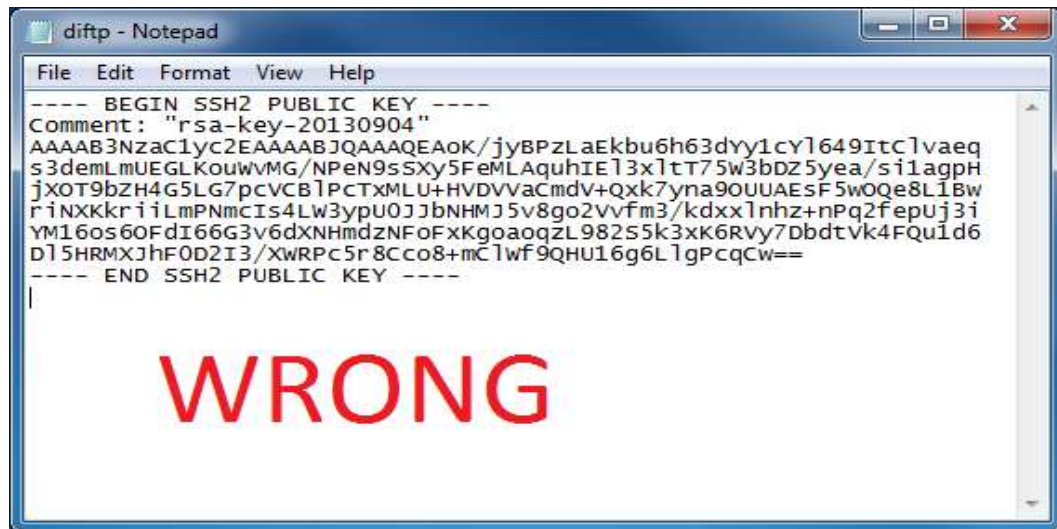 diftp - Notepad
File Edit Format View Help
---- BEGIN SSH2 PUBLIC KEY ----
Comment: "rsa-key-20130904"
AAAAB3NzaC1yc2EAAAABJQAAAQEAoK/jyBPzLaEkbu6h63dYy1cYl649ItClvaeq
s3demLmUEGLKouWvMG/NPeN9sSXy5FeMLAquhIEl3xltT75W3bDZ5yea/si1agpH
jXOT9bZH4G5LG7pcVCBlPcTxMLU+HVDVVaCmdV+Qxk7yna9OUUAEsF5wOQe8L1Bw
riNXKkriiLmPNmcIs4LW3ypU0JJbNHMJ5v8go2Vvfm3/kdxxlnhz+nPq2fepUj3i
YM16os6OFdI66G3v6dXNHmdzNFoFxKgoaoqzL982S5k3xK6RVy7DbdtVk4FQu1d6
Dl5HRMXJhF0D2I3/XWRPc5r8Cco8+mClWf9QHU16g6LlgPcqCw==
---- END SSH2 PUBLIC KEY ----
WRONG